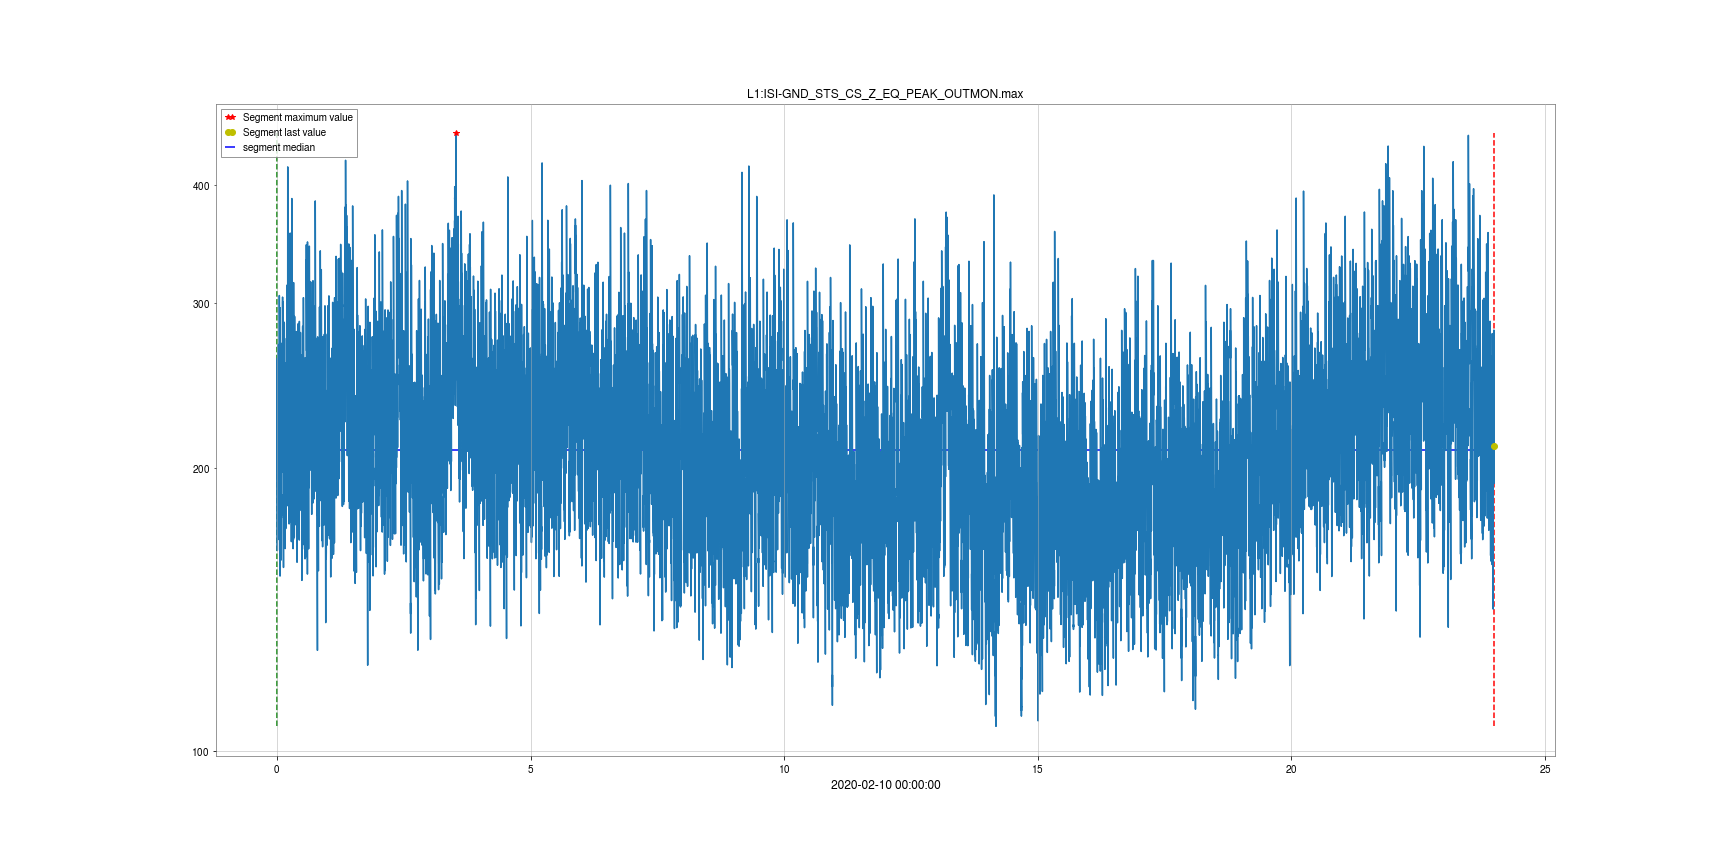 L1:ISI-GND_STS_CS_Z_EQ_PEAK_OUTMON.max
Segment maximum value
Segment last value
segment median
400
300
200
100
0 5 10 15 20 25
2020-02-10 00:00:00